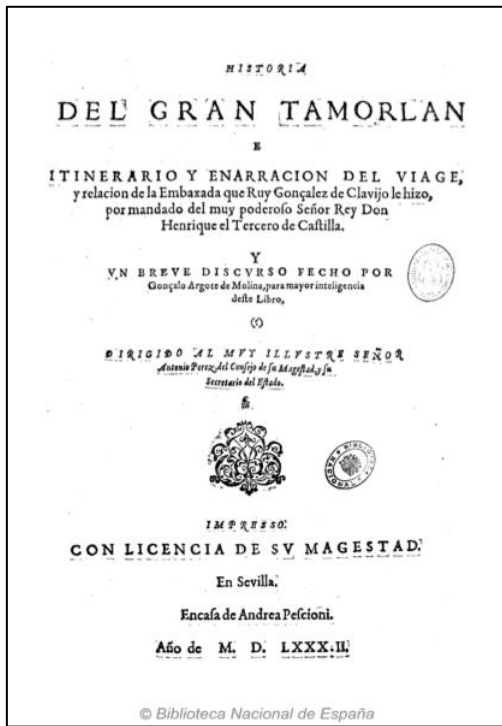 HISTORIA
DEL GRAN TAMORLAN
E
ITINERARIO Y ENARRACION DEL VIAGE,
y relacion de la Embaxada que Ruy Gonçalez de Clavijo le hizo,
por mandado del muy poderoſo Señor Rey Don
Henrique el Tercero de Caſtilla.
Y
VN BREVE DISCVRSO FECHO POR
Gonçalo Argote de Molina, para mayor inteligencia
deſte Libro,
DIRIGIDO AL MVY ILLVSTRE SEÑOR
Antonio Perez, del Conſejo de ſu Mageſtad, y ſu
Secretario del Eſtado.
IMPRESSO.
CON LICENCIA DE SV MAGESTAD.
En Sevilla.
En caſa de Andrea Peſcioni.
Año de M. D. LXXXII.
© Biblioteca Nacional de España